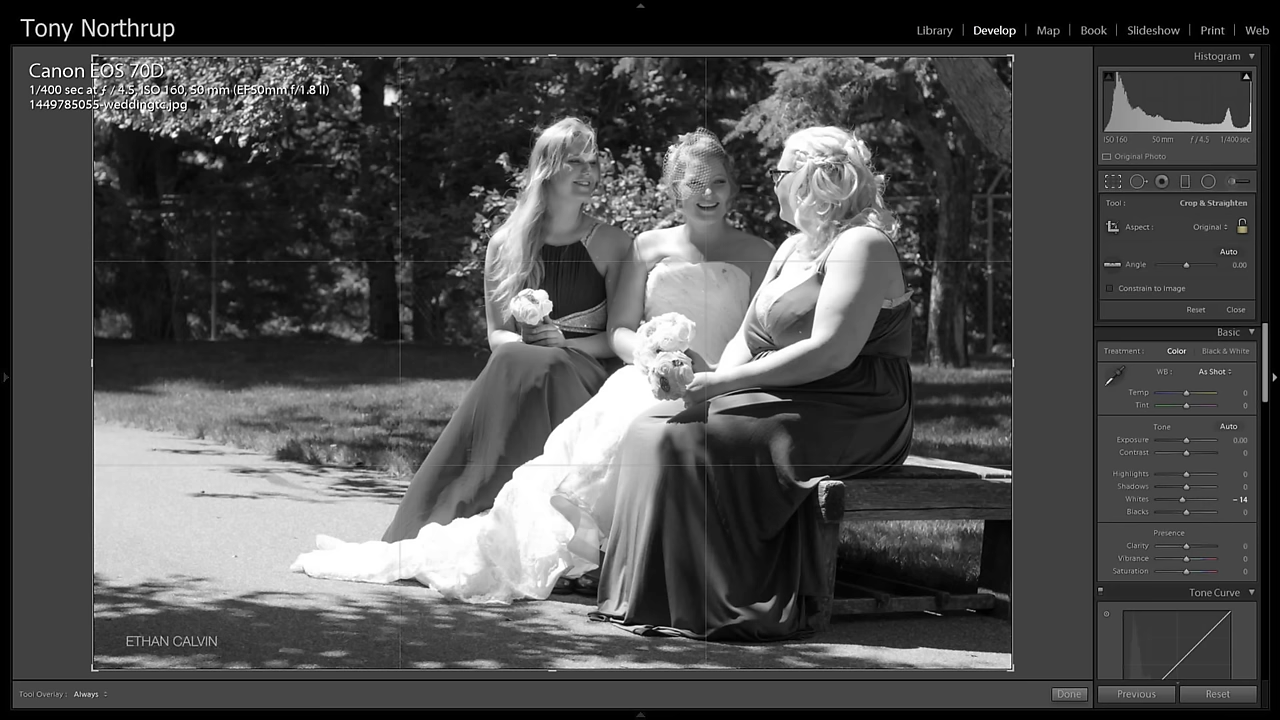 Tony Northrup
Library | Develop | Map | Book | Slideshow | Print | Web
Canon EOS 70D
1/400 sec at ƒ / 4.5, ISO 160, 50 mm (EF50mm f/1.8 II)
1449785055-weddingtc.jpg
ETHAN CALVIN
Tool Overlay : Always
Done
Histogram
ISO 160 50 mm ƒ / 4.5 1/400 sec
Original Photo
Tool : Crop & Straighten
Aspect : Original
Auto
Angle 0.00
Constrain to Image
Reset Close
Basic
Treatment : Color Black & White
WB : As Shot
Temp 0
Tint 0
Tone Auto
Exposure 0.00
Contrast 0
Highlights 0
Shadows 0
Whites – 14
Blacks 0
Presence
Clarity 0
Vibrance 0
Saturation 0
Tone Curve
Previous Reset